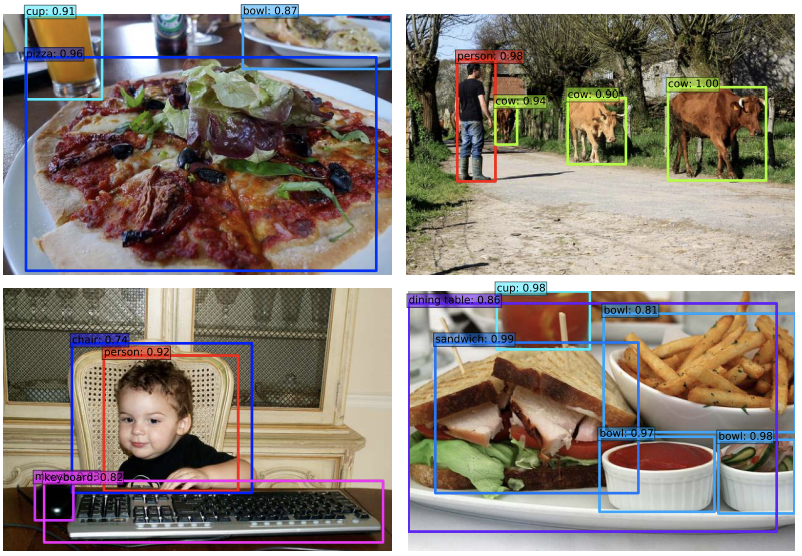 cup: 0.91
bowl: 0.87
pizza: 0.96
person: 0.98
cow: 0.94
cow: 0.90
cow: 1.00
chair: 0.74
person: 0.92
keyboard: 0.82
cup: 0.98
dining table: 0.86
bowl: 0.81
sandwich: 0.99
bowl: 0.97
bowl: 0.98